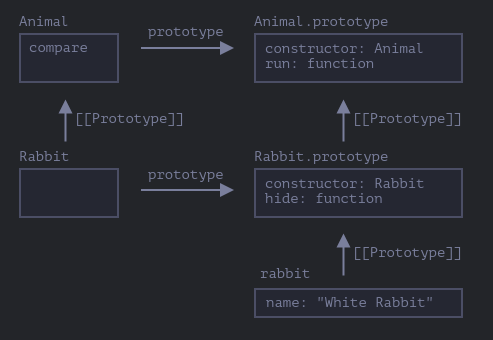 Animal
prototype
Animal.prototype
compare
constructor: Animal
run: function
[[Prototype]]
[[Prototype]]
Rabbit
prototype
Rabbit.prototype
constructor: Rabbit
hide: function
[[Prototype]]
rabbit
name: "White Rabbit"